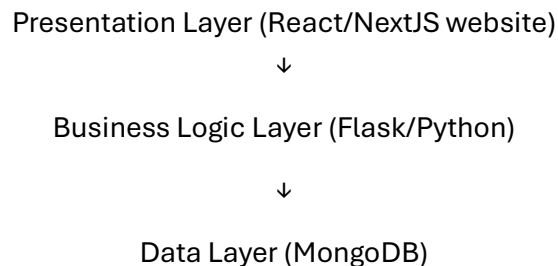 Presentation Layer (React/NextJS website)
↓
Business Logic Layer (Flask/Python)
↓
Data Layer (MongoDB)